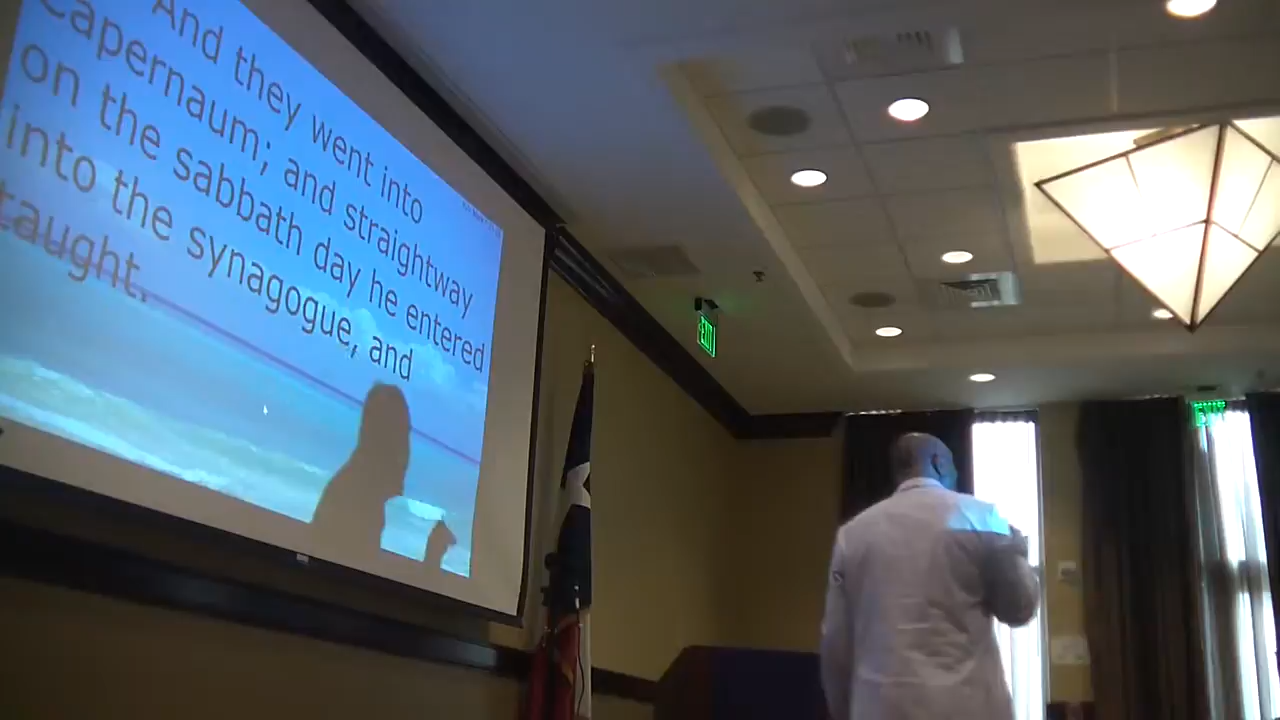 And they went into
Capernaum; and straightway
on the sabbath day he entered
into the synagogue, and
taught.
EXIT
EXIT